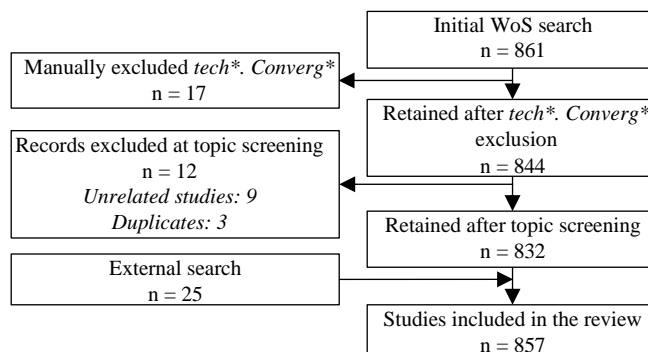 Initial WoS search
n = 861
Manually excluded tech*. Converg*
n = 17
Retained after tech*. Converg*
exclusion
n = 844
Records excluded at topic screening
n = 12
Unrelated studies: 9
Duplicates: 3
Retained after topic screening
n = 832
External search
n = 25
Studies included in the review
n = 857